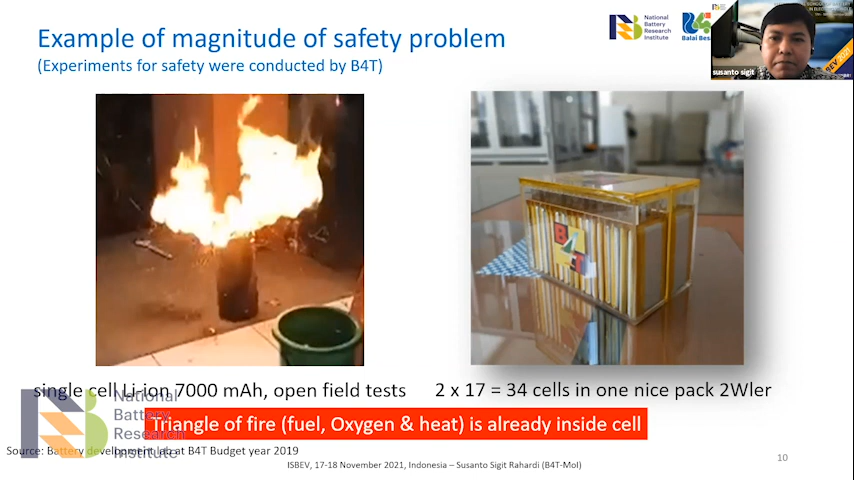 Example of magnitude of safety problem
(Experiments for safety were conducted by B4T)
National
Battery
Research
Institute
Balai Bes
susanto sigit
B4T
single cell Li-ion 7000 mAh, open field tests
2 x 17 = 34 cells in one nice pack 2Wler
Triangle of fire (fuel, Oxygen & heat) is already inside cell
National
Battery
Research
Institute
Source: Battery development lab at B4T Budget year 2019
ISBEV, 17-18 November 2021, Indonesia – Susanto Sigit Rahardi (B4T-MoI)
10